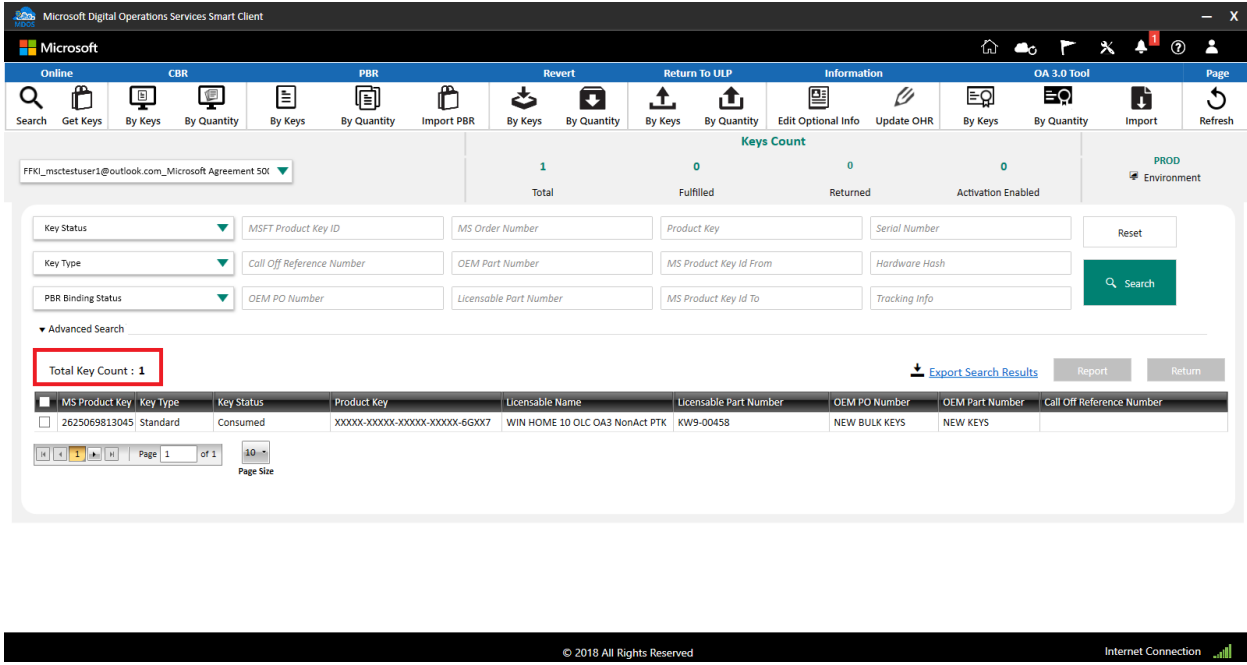 MDOS Microsoft Digital Operations Services Smart Client
Microsoft 1
Online CBR PBR Revert Return To ULP Information OA 3.0 Tool Page
Search Get Keys By Keys By Quantity By Keys By Quantity Import PBR By Keys By Quantity By Keys By Quantity Edit Optional Info Update OHR By Keys By Quantity Import Refresh
Keys Count
FFKI_msctestuser1@outlook.com_Microsoft Agreement 500
1 0 0 0
Total Fulfilled Returned Activation Enabled
PROD
Environment
Key Status MSFT Product Key ID MS Order Number Product Key Serial Number Reset
Key Type Call Off Reference Number OEM Part Number MS Product Key Id From Hardware Hash
Search
PBR Binding Status OEM PO Number Licensable Part Number MS Product Key Id To Tracking Info
Advanced Search
Total Key Count : 1 Export Search Results Report Return
MS Product Key Key Type Key Status Product Key Licensable Name Licensable Part Number OEM PO Number OEM Part Number Call Off Reference Number
2625069813045 Standard Consumed XXXXX-XXXXX-XXXXX-XXXXX-6GXX7 WIN HOME 10 OLC OA3 NonAct PTK KW9-00458 NEW BULK KEYS NEW KEYS
1 Page 1 of 1 10
Page Size
© 2018 All Rights Reserved Internet Connection